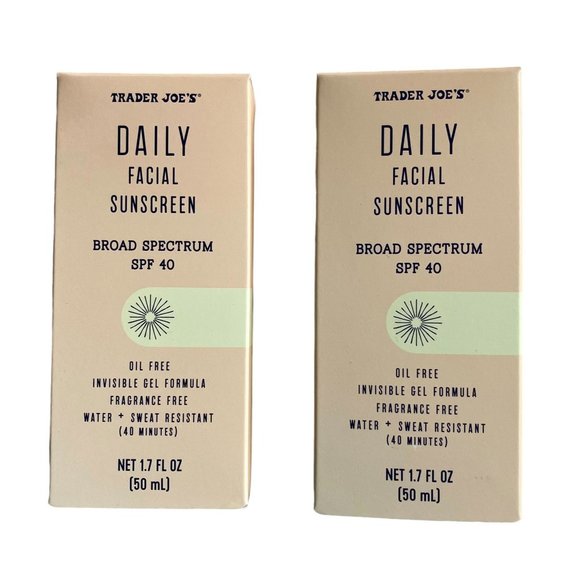 TRADER JOE'S®
DAILY
FACIAL
SUNSCREEN
BROAD SPECTRUM
SPF 40
OIL FREE
INVISIBLE GEL FORMULA
FRAGRANCE FREE
WATER + SWEAT RESISTANT
(40 MINUTES)
NET 1.7 FL OZ
(50 mL)
TRADER JOE'S®
DAILY
FACIAL
SUNSCREEN
BROAD SPECTRUM
SPF 40
OIL FREE
INVISIBLE GEL FORMULA
FRAGRANCE FREE
WATER + SWEAT RESISTANT
(40 MINUTES)
NET 1.7 FL OZ
(50 mL)